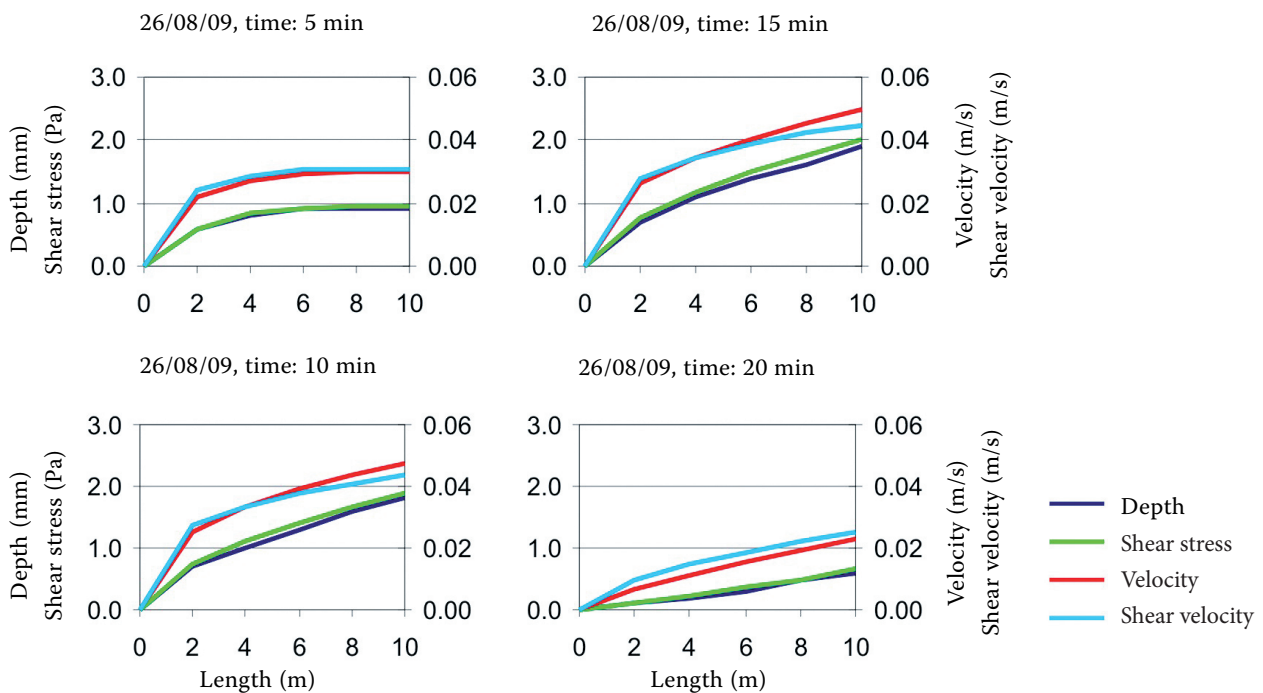 26/08/09, time: 5 min
Depth (mm)
Shear stress (Pa)
3.0
2.0
1.0
0.0
0.06
0.04
0.02
0.00
0 2 4 6 8 10
26/08/09, time: 15 min
3.0
2.0
1.0
0.0
0.06
0.04
0.02
0.00
0 2 4 6 8 10
Velocity (m/s)
Shear velocity (m/s)
26/08/09, time: 10 min
Depth (mm)
Shear stress (Pa)
3.0
2.0
1.0
0.0
0.06
0.04
0.02
0.00
0 2 4 6 8 10
Length (m)
26/08/09, time: 20 min
3.0
2.0
1.0
0.0
0.06
0.04
0.02
0.00
0 2 4 6 8 10
Length (m)
Velocity (m/s)
Shear velocity (m/s)
Depth
Shear stress
Velocity
Shear velocity